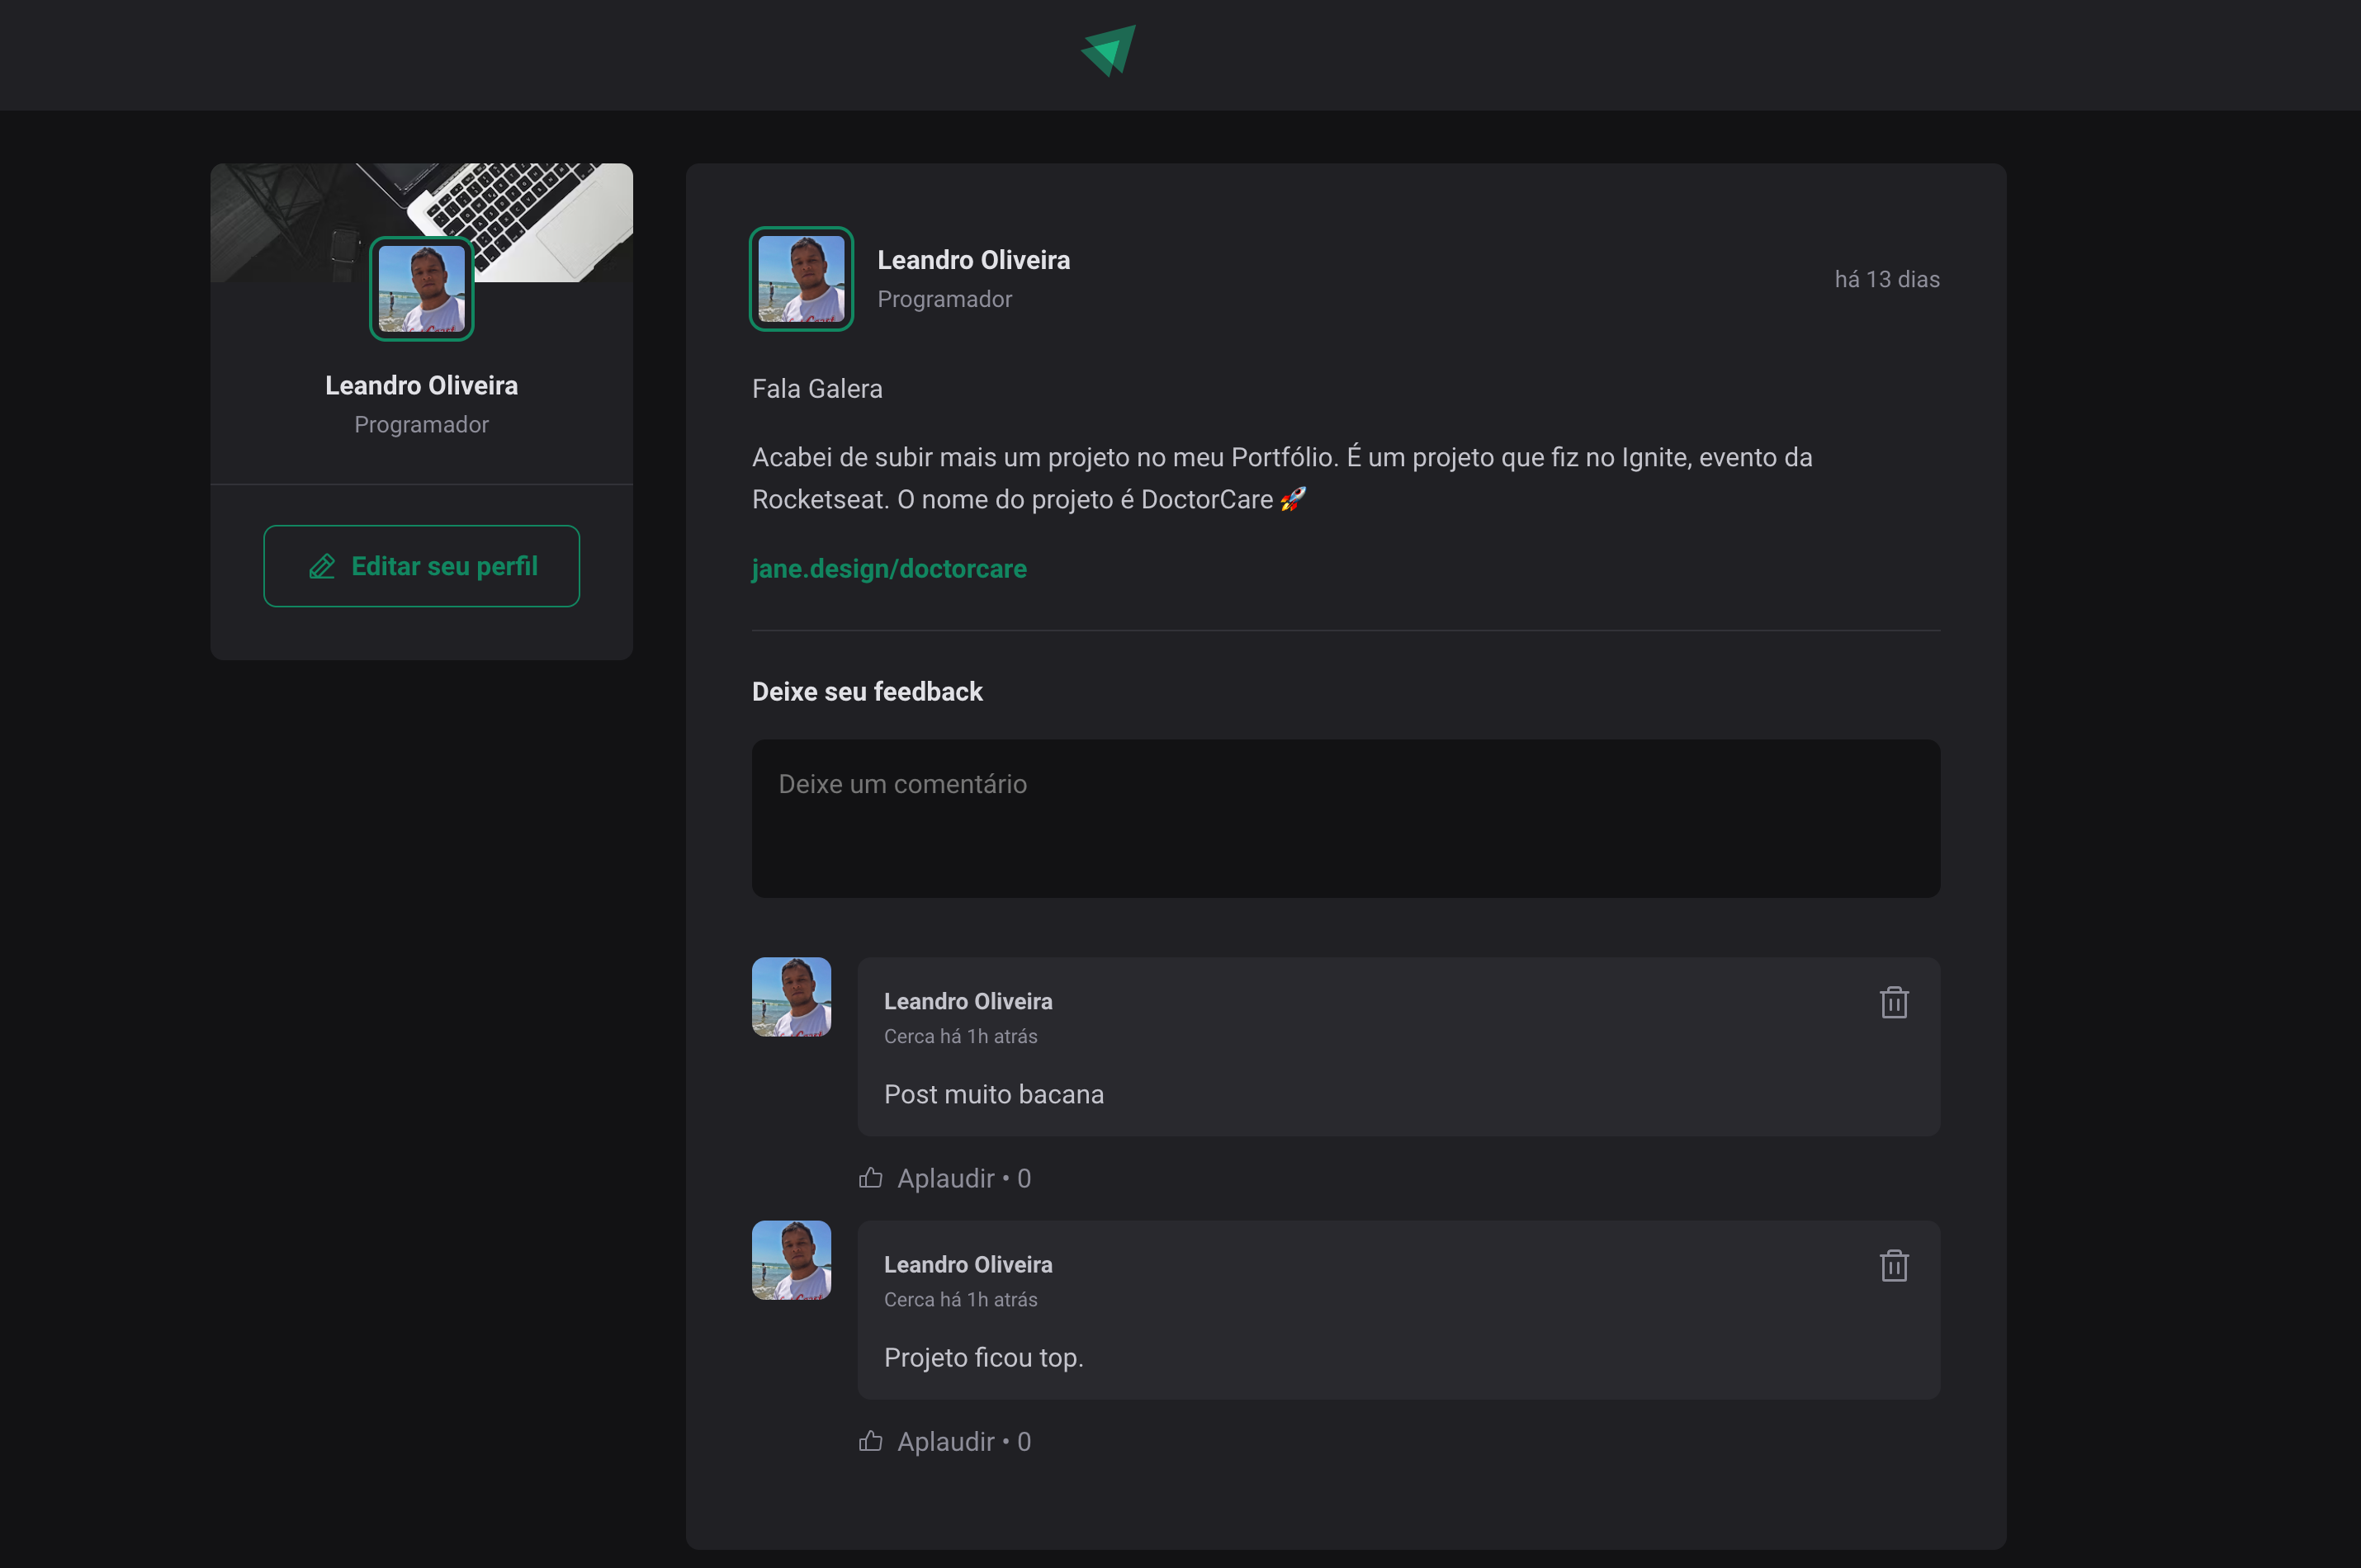 Leandro Oliveira
Programador
Editar seu perfil
Leandro Oliveira
Programador
há 13 dias
Fala Galera
Acabei de subir mais um projeto no meu Portfólio. É um projeto que fiz no Ignite, evento da
Rocketseat. O nome do projeto é DoctorCare 🚀
jane.design/doctorcare
Deixe seu feedback
Deixe um comentário
Leandro Oliveira
Cerca há 1h atrás
Post muito bacana
Aplaudir • 0
Leandro Oliveira
Cerca há 1h atrás
Projeto ficou top.
Aplaudir • 0